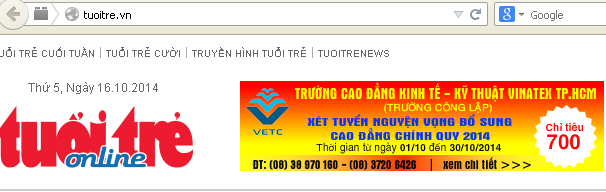 tuoitre.vn
Google
TUỔI TRẺ CUỐI TUẦN | TUỔI TRẺ CƯỜI | TRUYỀN HÌNH TUỔI TRẺ | TUOITRENEWS
Thứ 5, Ngày 16.10.2014
tuổi trẻ
online
VETC
TRƯỜNG CAO ĐẲNG KINH TẾ - KỸ THUẬT VINATEX TP.HCM
(TRƯỜNG CÔNG LẬP)
XÉT TUYỂN NGUYỆN VỌNG BỔ SUNG
CAO ĐẲNG CHÍNH QUY 2014
Thời gian từ ngày 01/10 đến 30/10/2014
ĐT: (08) 38 970 160 - (08) 3720 6426 | xem chi tiết >>>
Chỉ tiêu
700